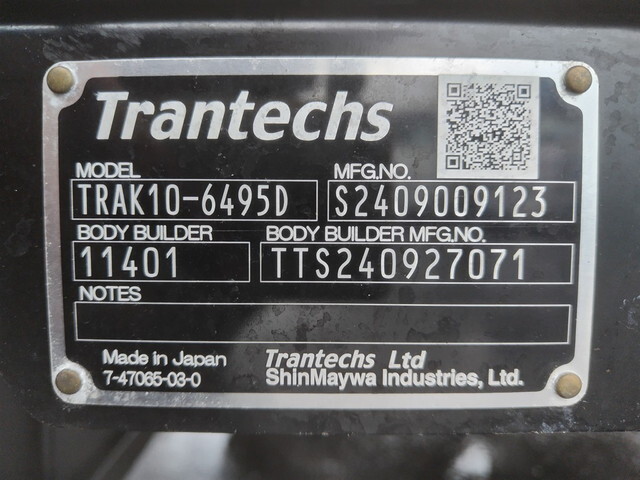 Trantechs
MODEL MFG.NO.
TRAK10-6495D S2409009123
BODY BUILDER BODY BUILDER MFG.NO.
11401 TTS240927071
NOTES
Made in Japan Trantechs Ltd
7-47065-03-0 ShinMaywa Industries, Ltd.